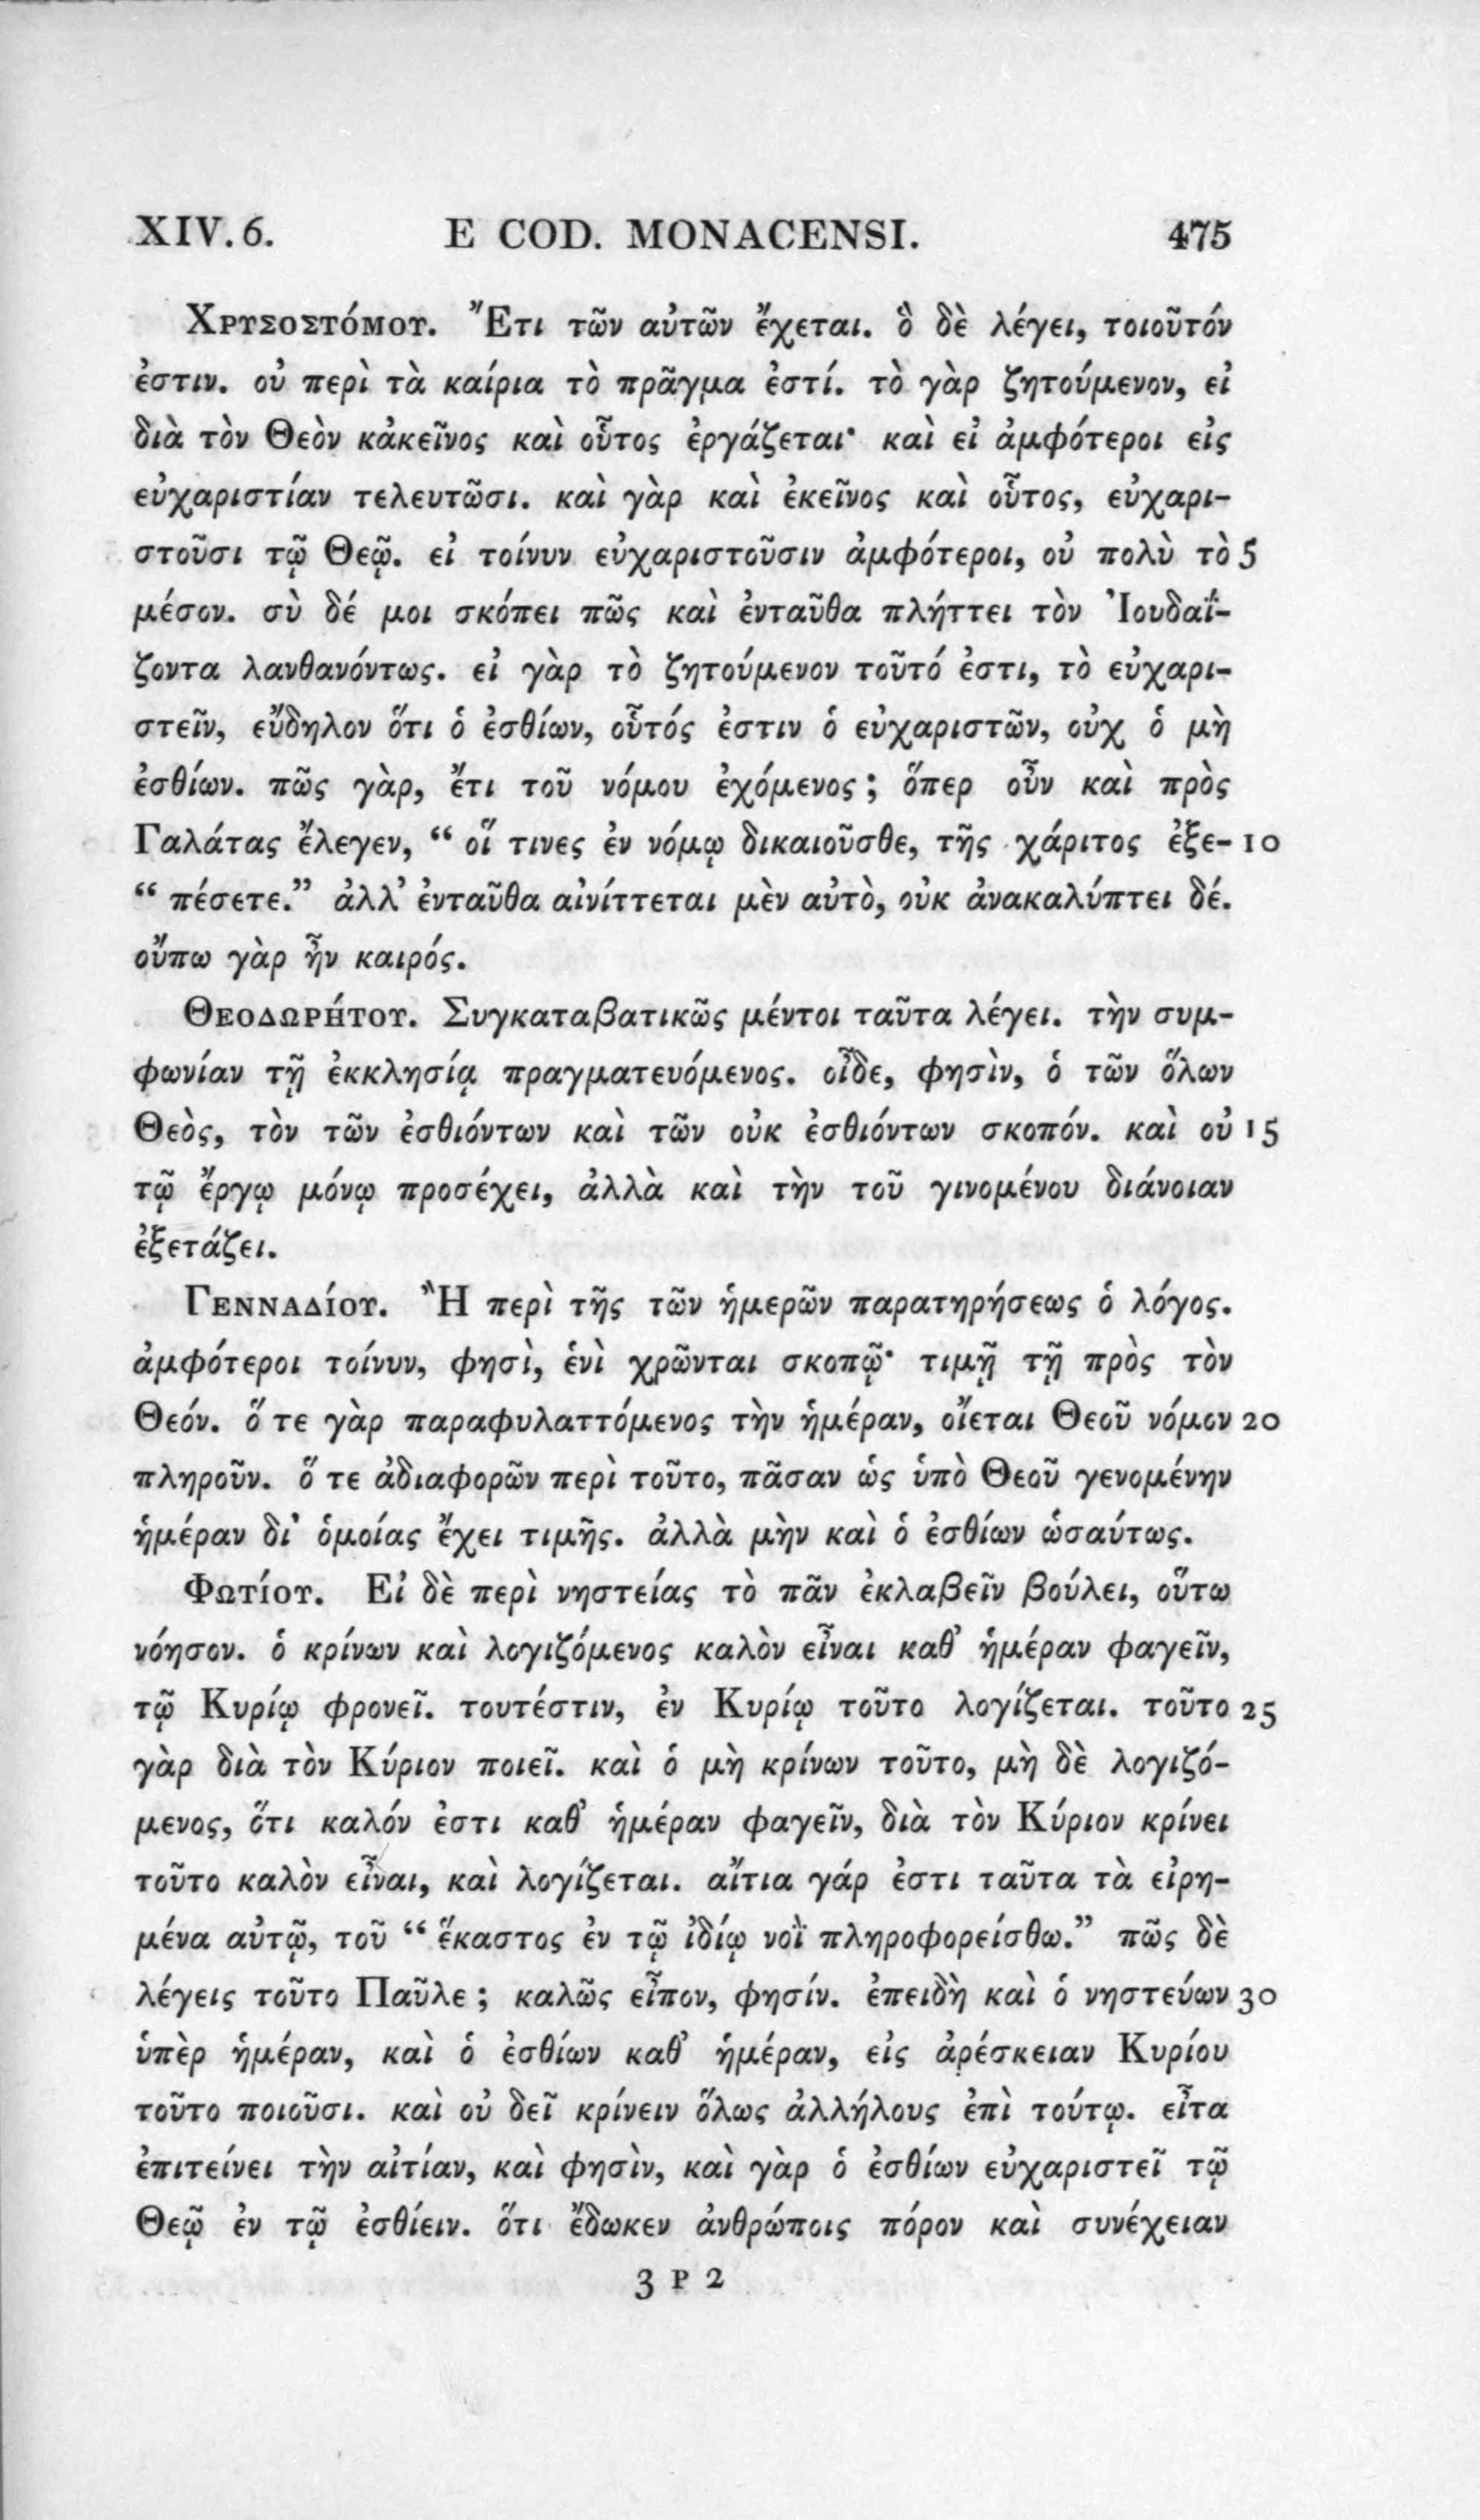 XIV. 6. E COD. MONACENSI. 475
Χρυσοστόμου. Ἔτι τῶν αὐτῶν ἔχεται. ὃ δὲ λέγει, τοιοῦτόν
ἐστιν. οὐ περὶ τὰ καίρια τὸ πρᾶγμα ἐστί. τὸ γὰρ ζητούμενον, εἰ
διὰ τὸν Θεὸν κἀκεῖνος καὶ οὗτος ἐργάζεται· καὶ εἰ ἀμφότεροι εἰς
εὐχαριστίαν τελευτῶσι. καὶ γὰρ καὶ ἐκεῖνος καὶ οὗτος, εὐχαρι-
στοῦσι τῷ Θεῷ. εἰ τοίνυν εὐχαριστοῦσιν ἀμφότεροι, οὐ πολὺ τὸ 5
μέσον. σὺ δέ μοι σκόπει πῶς καὶ ἐνταῦθα πλήττει τὸν Ἰουδαΐ-
ζοντα λανθανόντως. εἰ γὰρ τὸ ζητούμενον τοῦτό ἐστι, τὸ εὐχαρι-
στεῖν, εὔδηλον ὅτι ὁ ἐσθίων, οὗτός ἐστιν ὁ εὐχαριστῶν, οὐχ ὁ μὴ
ἐσθίων. πῶς γὰρ, ἔτι τοῦ νόμου ἐχόμενος; ὅπερ οὖν καὶ πρὸς
Γαλάτας ἔλεγεν, “ οἵ τινες ἐν νόμῳ δικαιοῦσθε, τῆς χάριτος ἐξε- 10
“ πέσετε.” ἀλλ’ ἐνταῦθα αἰνίττεται μὲν αὐτὸ, οὐκ ἀνακαλύπτει δέ.
οὔπω γὰρ ἦν καιρός.
Θεοδωρήτου. Συγκαταβατικῶς μέντοι ταῦτα λέγει. τὴν συμ-
φωνίαν τῇ ἐκκλησίᾳ πραγματευόμενος. οἶδε, φησὶν, ὁ τῶν ὅλων
Θεὸς, τὸν τῶν ἐσθιόντων καὶ τῶν οὐκ ἐσθιόντων σκοπόν. καὶ οὐ 15
τῷ ἔργῳ μόνῳ προσέχει, ἀλλὰ καὶ τὴν τοῦ γινομένου διάνοιαν
ἐξετάζει.
Γενναδίου. Ἢ περὶ τῆς τῶν ἡμερῶν παρατηρήσεως ὁ λόγος.
ἀμφότεροι τοίνυν, φησὶ, ἑνὶ χρῶνται σκοπῷ· τιμῇ τῇ πρὸς τὸν
Θεόν. ὅ τε γὰρ παραφυλαττόμενος τὴν ἡμέραν, οἴεται Θεοῦ νόμον 20
πληροῦν. ὅ τε ἀδιαφορῶν περὶ τοῦτο, πᾶσαν ὡς ὑπὸ Θεοῦ γενομένην
ἡμέραν δι’ ὁμοίας ἔχει τιμῆς. ἀλλὰ μὴν καὶ ὁ ἐσθίων ὡσαύτως.
Φωτίου. Εἰ δὲ περὶ νηστείας τὸ πᾶν ἐκλαβεῖν βούλει, οὕτω
νόησον. ὁ κρίνων καὶ λογιζόμενος καλὸν εἶναι καθ’ ἡμέραν φαγεῖν,
τῷ Κυρίῳ φρονεῖ. τουτέστιν, ἐν Κυρίῳ τοῦτο λογίζεται. τοῦτο 25
γὰρ διὰ τὸν Κύριον ποιεῖ. καὶ ὁ μὴ κρίνων τοῦτο, μὴ δὲ λογιζό-
μενος, ὅτι καλόν ἐστι καθ’ ἡμέραν φαγεῖν, διὰ τὸν Κύριον κρίνει
τοῦτο καλὸν εἶναι, καὶ λογίζεται. αἴτια γάρ ἐστι ταῦτα τὰ εἰρη-
μένα αὐτῷ, τοῦ “ ἕκαστος ἐν τῷ ἰδίῳ νοῒ πληροφορείσθω.” πῶς δὲ
λέγεις τοῦτο Παῦλε; καλῶς εἶπον, φησίν. ἐπειδὴ καὶ ὁ νηστεύων 30
ὑπὲρ ἡμέραν, καὶ ὁ ἐσθίων καθ’ ἡμέραν, εἰς ἀρέσκειαν Κυρίου
τοῦτο ποιοῦσι. καὶ οὐ δεῖ κρίνειν ὅλως ἀλλήλους ἐπὶ τούτῳ. εἶτα
ἐπιτείνει τὴν αἰτίαν, καὶ φησὶν, καὶ γὰρ ὁ ἐσθίων εὐχαριστεῖ τῷ
Θεῷ ἐν τῷ ἐσθίειν. ὅτι ἔδωκεν ἀνθρώποις πόρον καὶ συνέχειαν
3 P 2